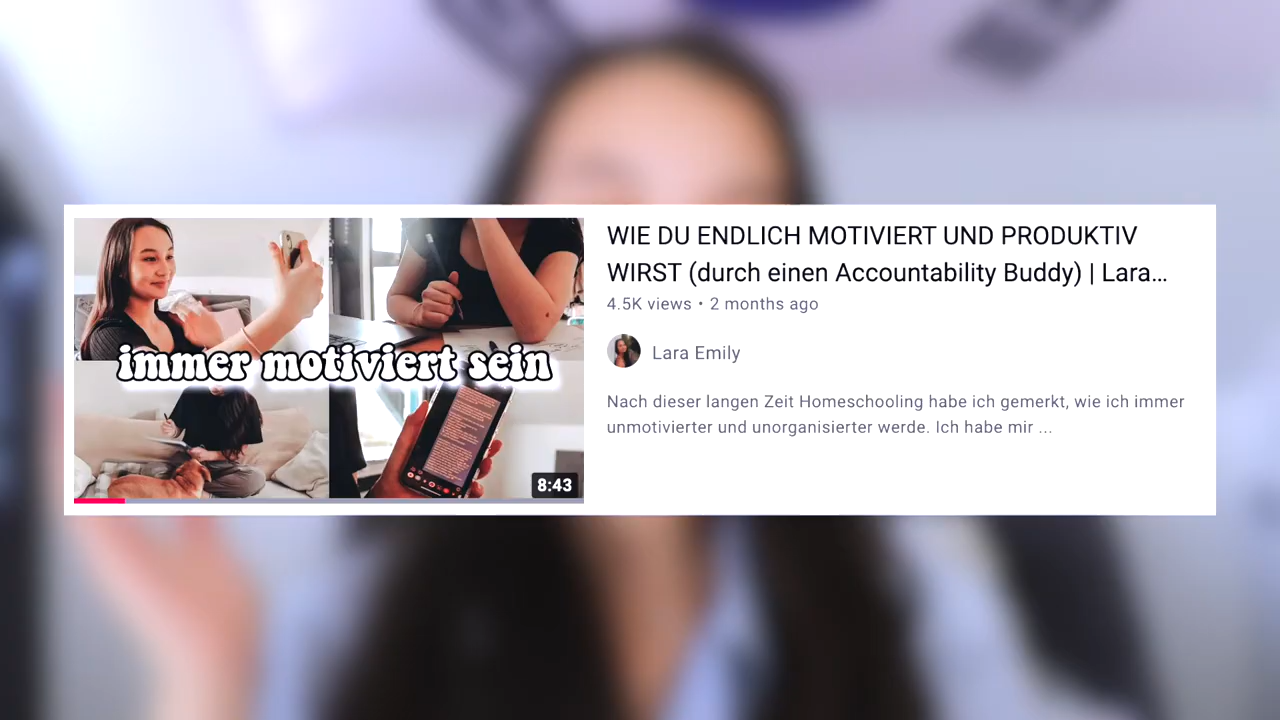 immer motiviert sein
8:43
WIE DU ENDLICH MOTIVIERT UND PRODUKTIV
WIRST (durch einen Accountability Buddy) | Lara...
4.5K views • 2 months ago
Lara Emily
Nach dieser langen Zeit Homeschooling habe ich gemerkt, wie ich immer
unmotivierter und unorganisierter werde. Ich habe mir ...